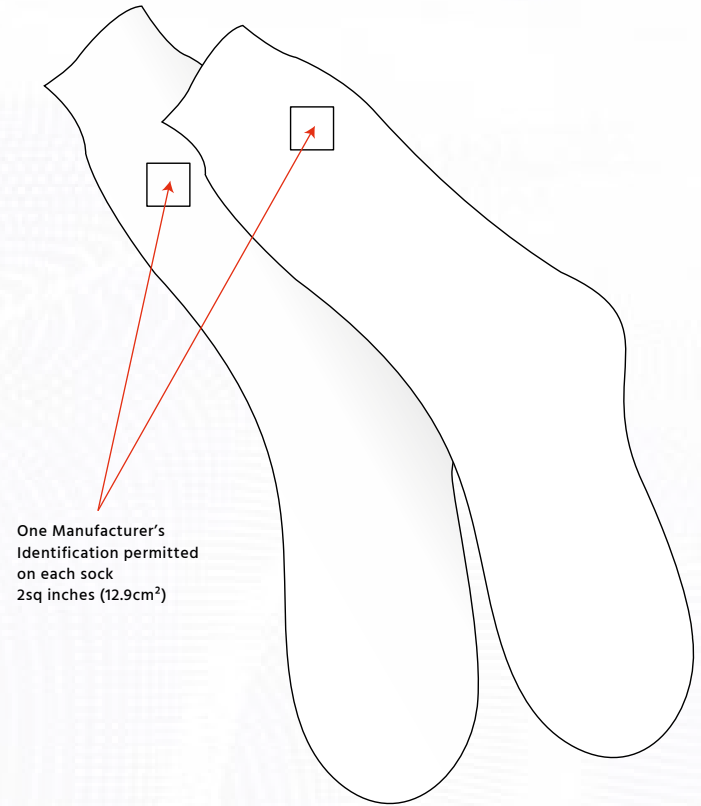 One Manufacturer’s
Identification permitted
on each sock
2sq inches (12.9cm²)